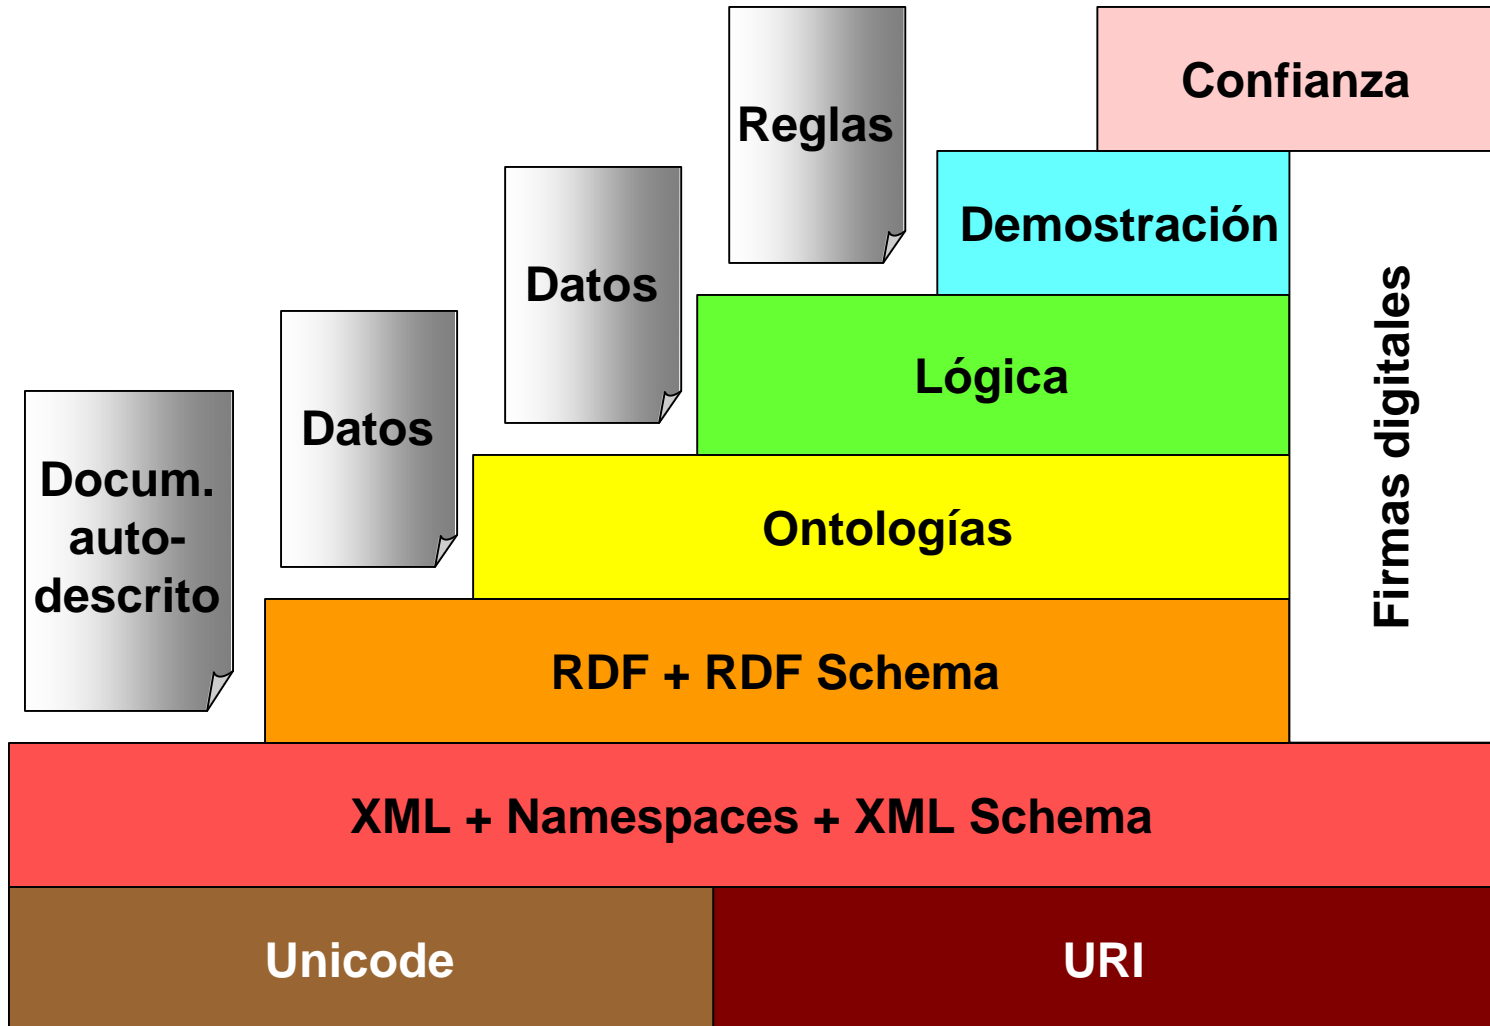 Confianza
Reglas
Demostración
Datos
Firmas digitales
Lógica
Datos
Docum.
auto-
descrito
Ontologías
RDF + RDF Schema
XML + Namespaces + XML Schema
Unicode
URI